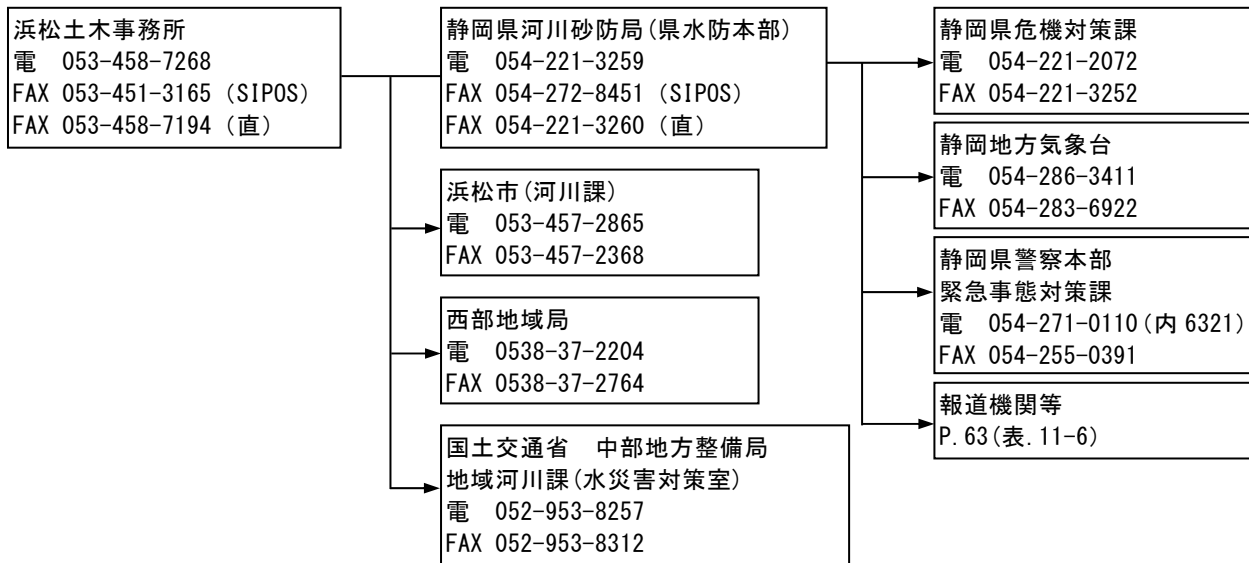 浜松土木事務所
電　053-458-7268
FAX 053-451-3165 (SIPOS)
FAX 053-458-7194 (直)
静岡県河川砂防局(県水防本部)
電　054-221-3259
FAX 054-272-8451 (SIPOS)
FAX 054-221-3260 (直)
浜松市(河川課)
電　053-457-2865
FAX 053-457-2368
西部地域局
電　0538-37-2204
FAX 0538-37-2764
国土交通省　中部地方整備局
地域河川課(水災害対策室)
電　052-953-8257
FAX 052-953-8312
静岡県危機対策課
電　054-221-2072
FAX 054-221-3252
静岡地方気象台
電　054-286-3411
FAX 054-283-6922
静岡県警察本部
緊急事態対策課
電　054-271-0110(内 6321)
FAX 054-255-0391
報道機関等
P.63(表.11-6)